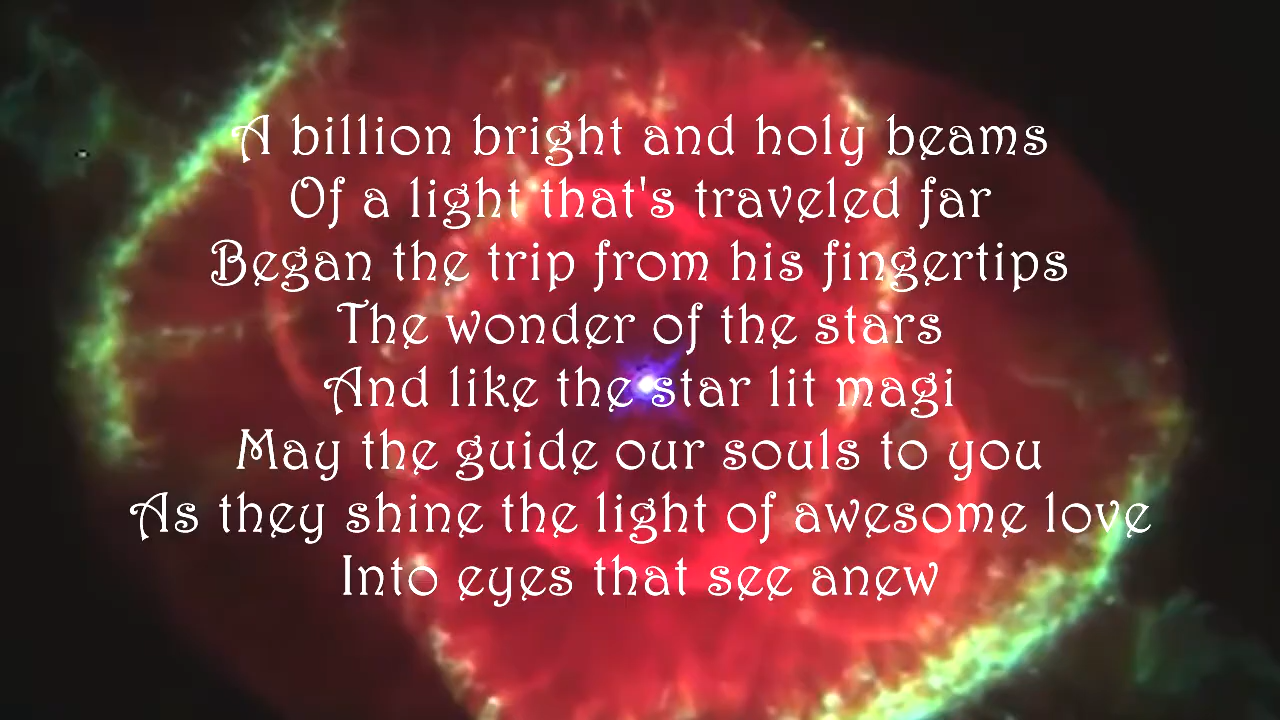 A billion bright and holy beams
Of a light that's traveled far
Began the trip from his fingertips
The wonder of the stars
And like the star lit magi
May the guide our souls to you
As they shine the light of awesome love
Into eyes that see anew